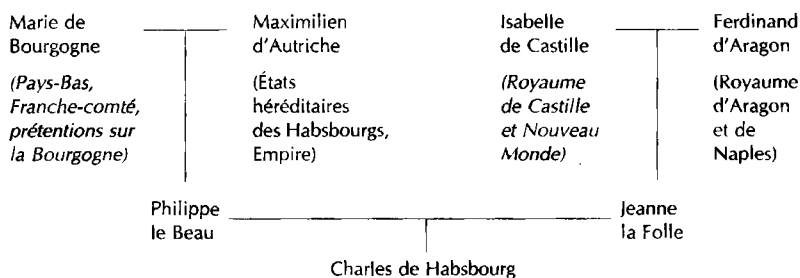 Marie de
Bourgogne
(Pays-Bas,
Franche-comté,
prétentions sur
la Bourgogne)
Maximilien
d'Autriche
(États
héréditaires
des Habsbourgs,
Empire)
Isabelle
de Castille
(Royaume
de Castille
et Nouveau
Monde)
Ferdinand
d'Aragon
(Royaume
d'Aragon
et de
Naples)
Philippe
le Beau
Jeanne
la Folle
Charles de Habsbourg